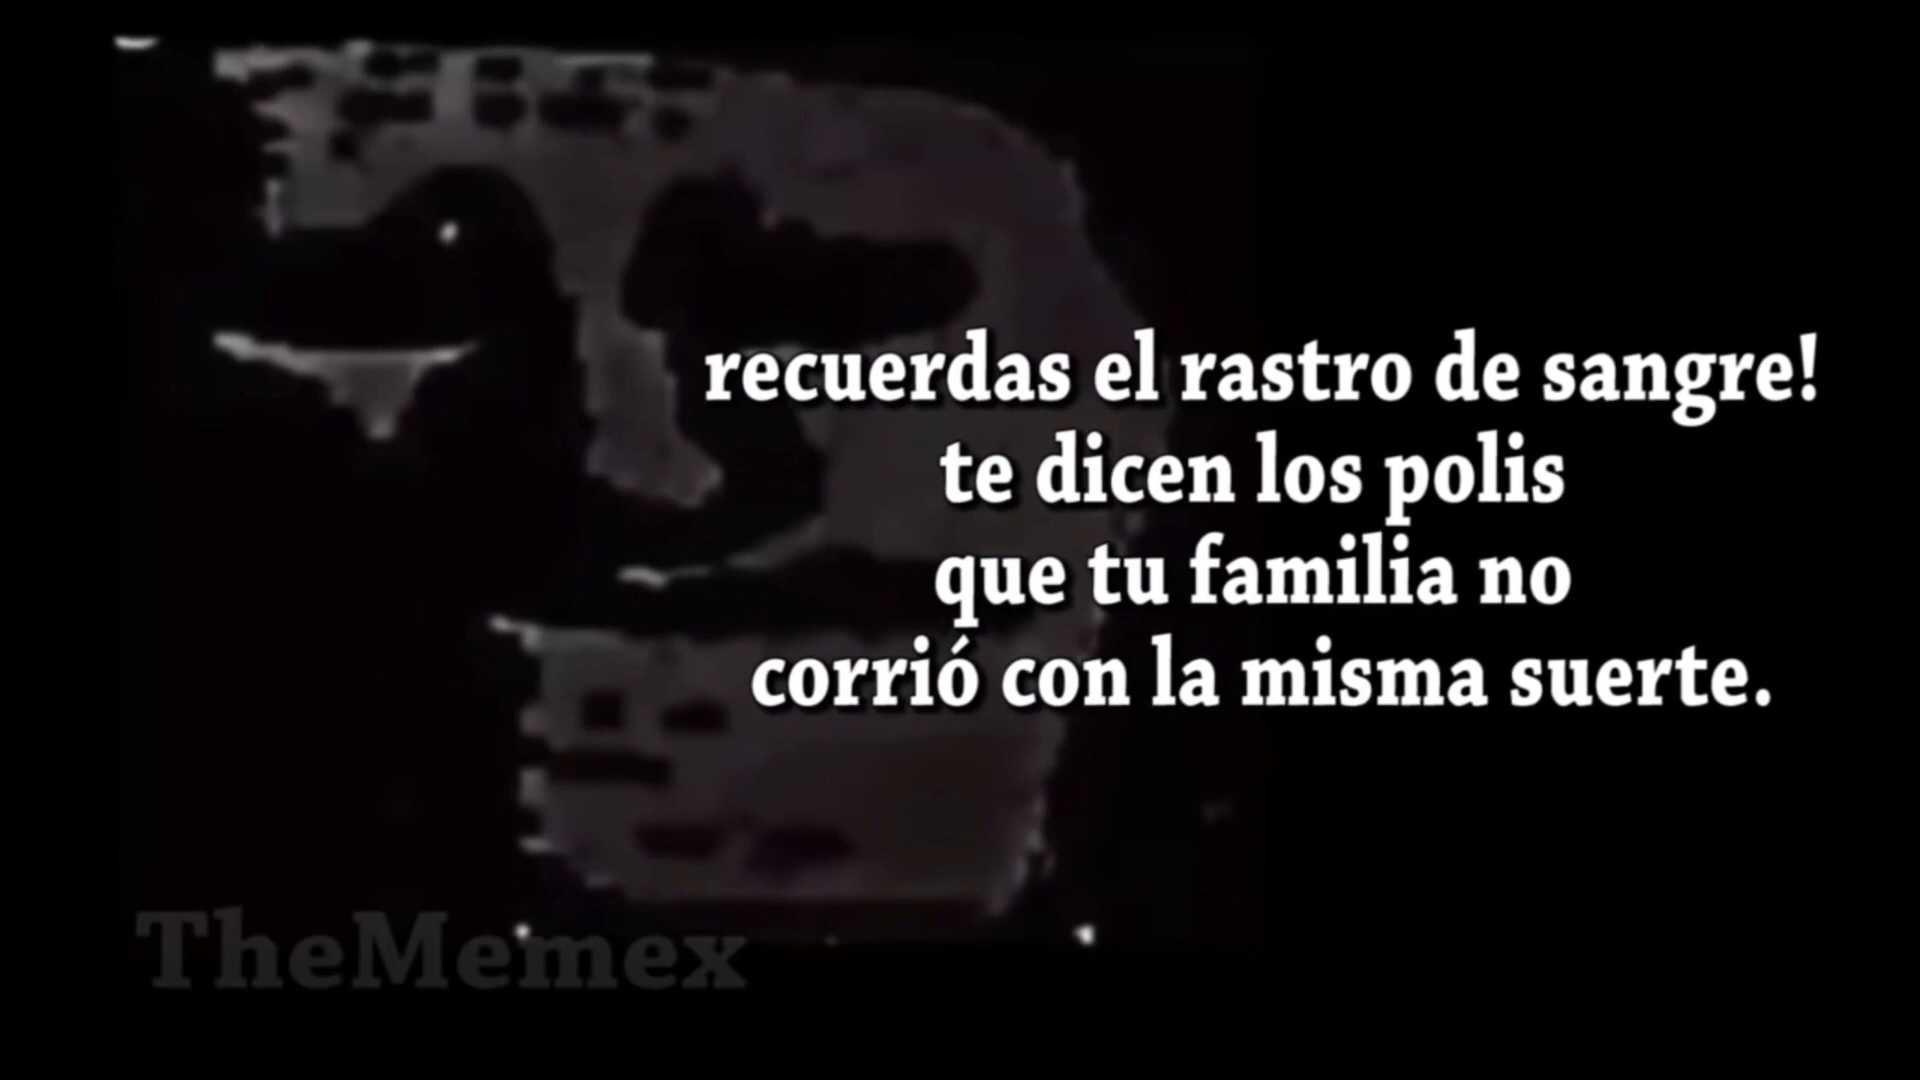 recuerdas el rastro de sangre!
te dicen los polis
que tu familia no
corrió con la misma suerte.
TheMemex